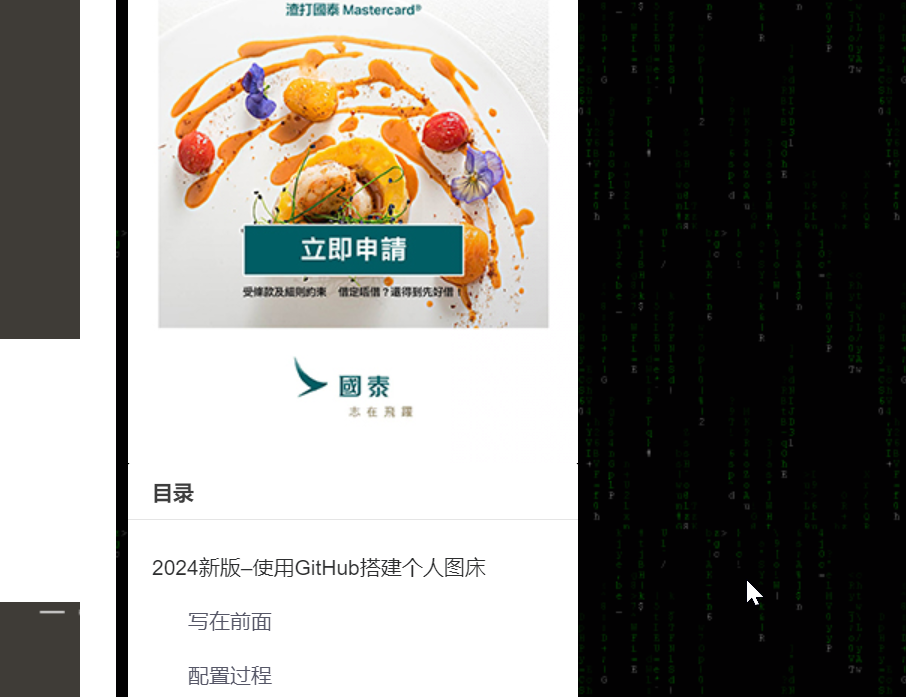 渣打國泰 Mastercard®
立即申請
受條款及細則約束 借定唔借？還得到先好借！
國泰
志在飛躍
目录
2024新版–使用GitHub搭建个人图床
写在前面
配置过程